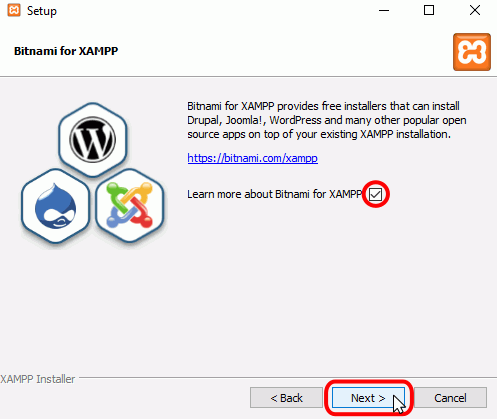 Setup
Bitnami for XAMPP
Bitnami for XAMPP provides free installers that can install
Drupal, Joomla!, WordPress and many other popular open
source apps on top of your existing XAMPP installation.
https://bitnami.com/xampp
Learn more about Bitnami for XAMPP
XAMPP Installer
< Back
Next >
Cancel